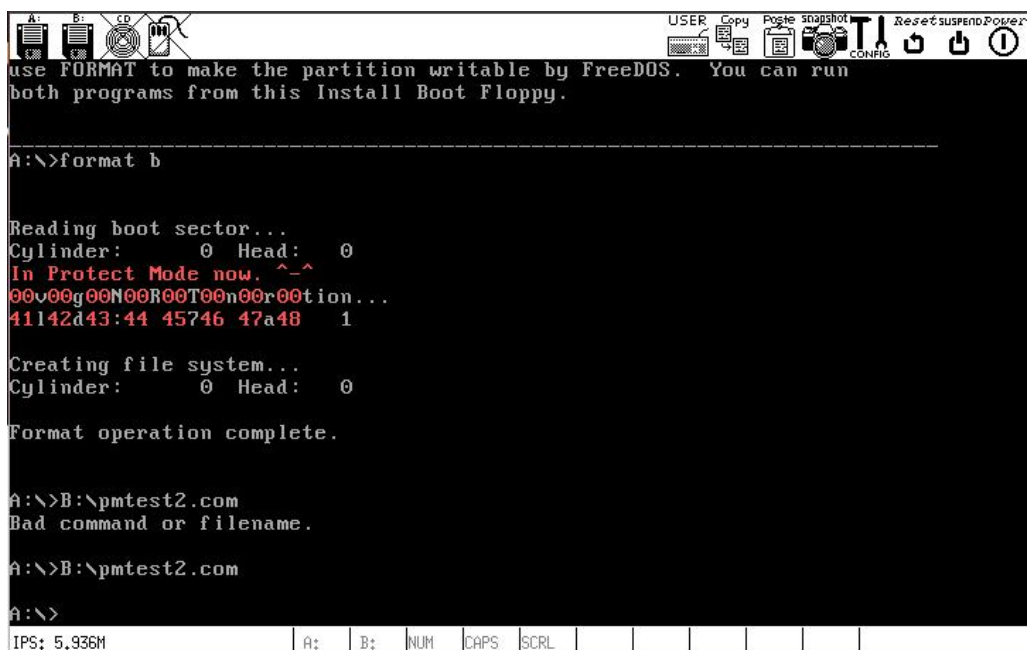 A: B: CD USER Copy Paste snapshot CONFIG Reset SUSPEND Power
use FORMAT to make the partition writable by FreeDOS.  You can run
both programs from this Install Boot Floppy.
A:\>format b
Reading boot sector...
Cylinder:       0  Head:   0
In Protect Mode now. ^-^
00v00g00N00R00T00n00r00tion...
41l42d43:44 45746 47a48   1
Creating file system...
Cylinder:       0  Head:   0
Format operation complete.
A:\>B:\pmtest2.com
Bad command or filename.
A:\>B:\pmtest2.com
A:\>
IPS: 5.936M A: B: NUM CAPS SCRL